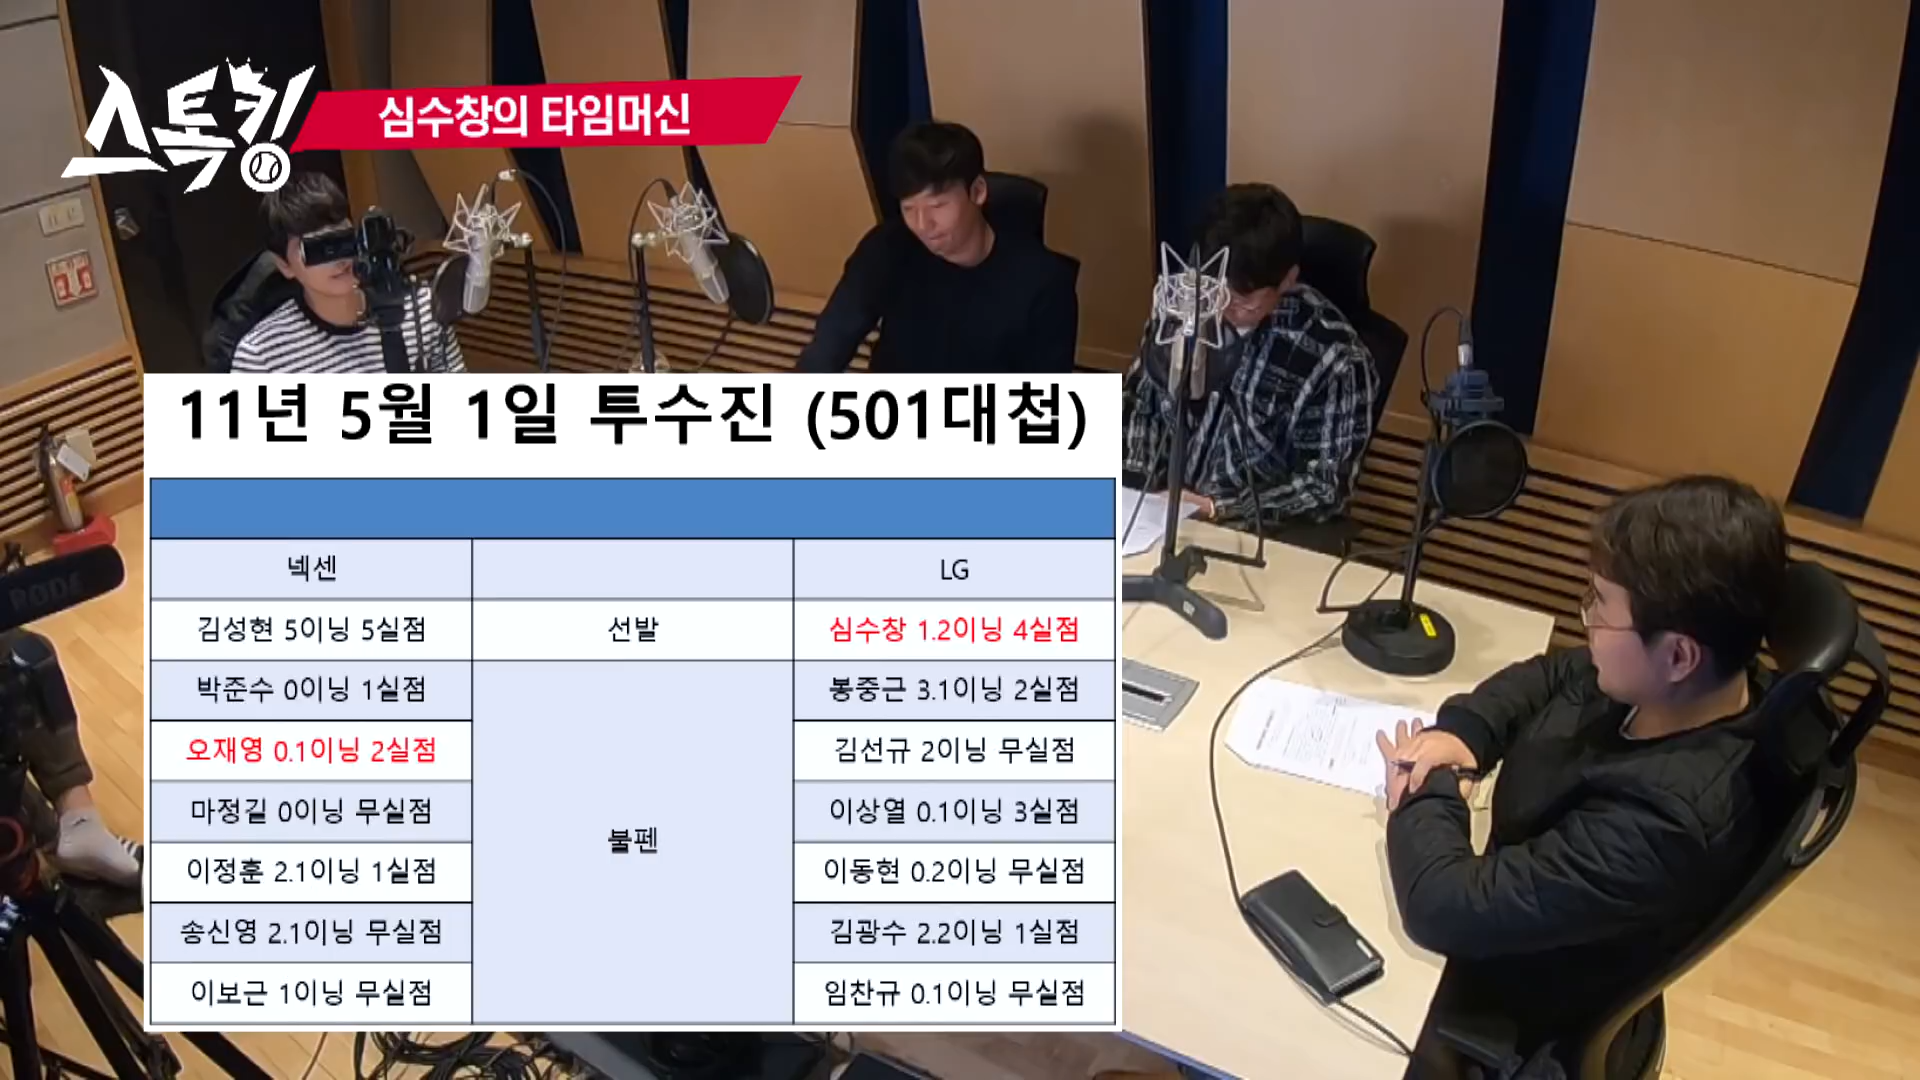 스톡킹
심수창의 타임머신
11년 5월 1일 투수진 (501대첩)
넥센 LG
김성현 5이닝 5실점 선발 심수창 1.2이닝 4실점
박준수 0이닝 1실점 봉중근 3.1이닝 2실점
오재영 0.1이닝 2실점 김선규 2이닝 무실점
마정길 0이닝 무실점 불펜 이상열 0.1이닝 3실점
이정훈 2.1이닝 1실점 이동현 0.2이닝 무실점
송신영 2.1이닝 무실점 김광수 2.2이닝 1실점
이보근 1이닝 무실점 임찬규 0.1이닝 무실점
RODE